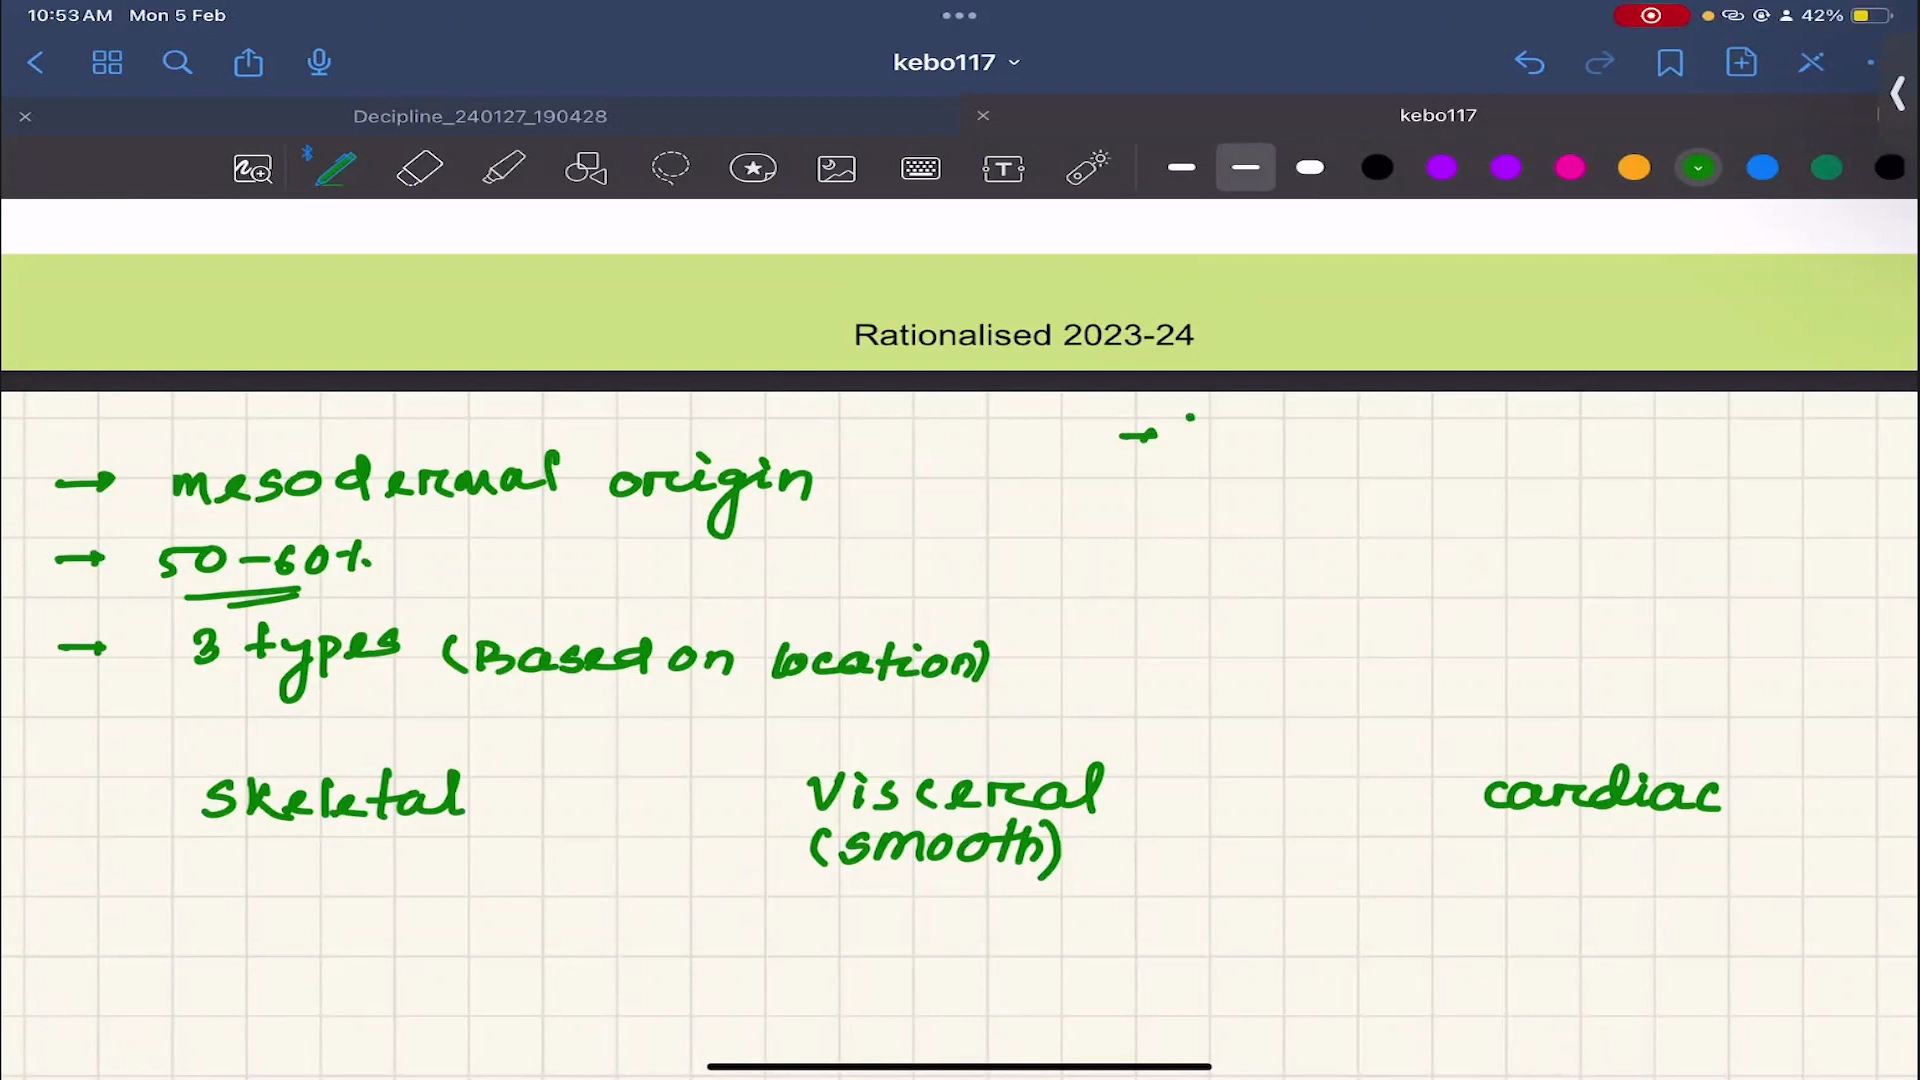 10:53 AM Mon 5 Feb
42%
kebo117
Decipline_240127_190428
kebo117
Rationalised 2023-24
→ mesodermal origin
→ 50-60%
→ 3 types (Based on location)
→
skeletal
Visceral
(smooth)
cardiac